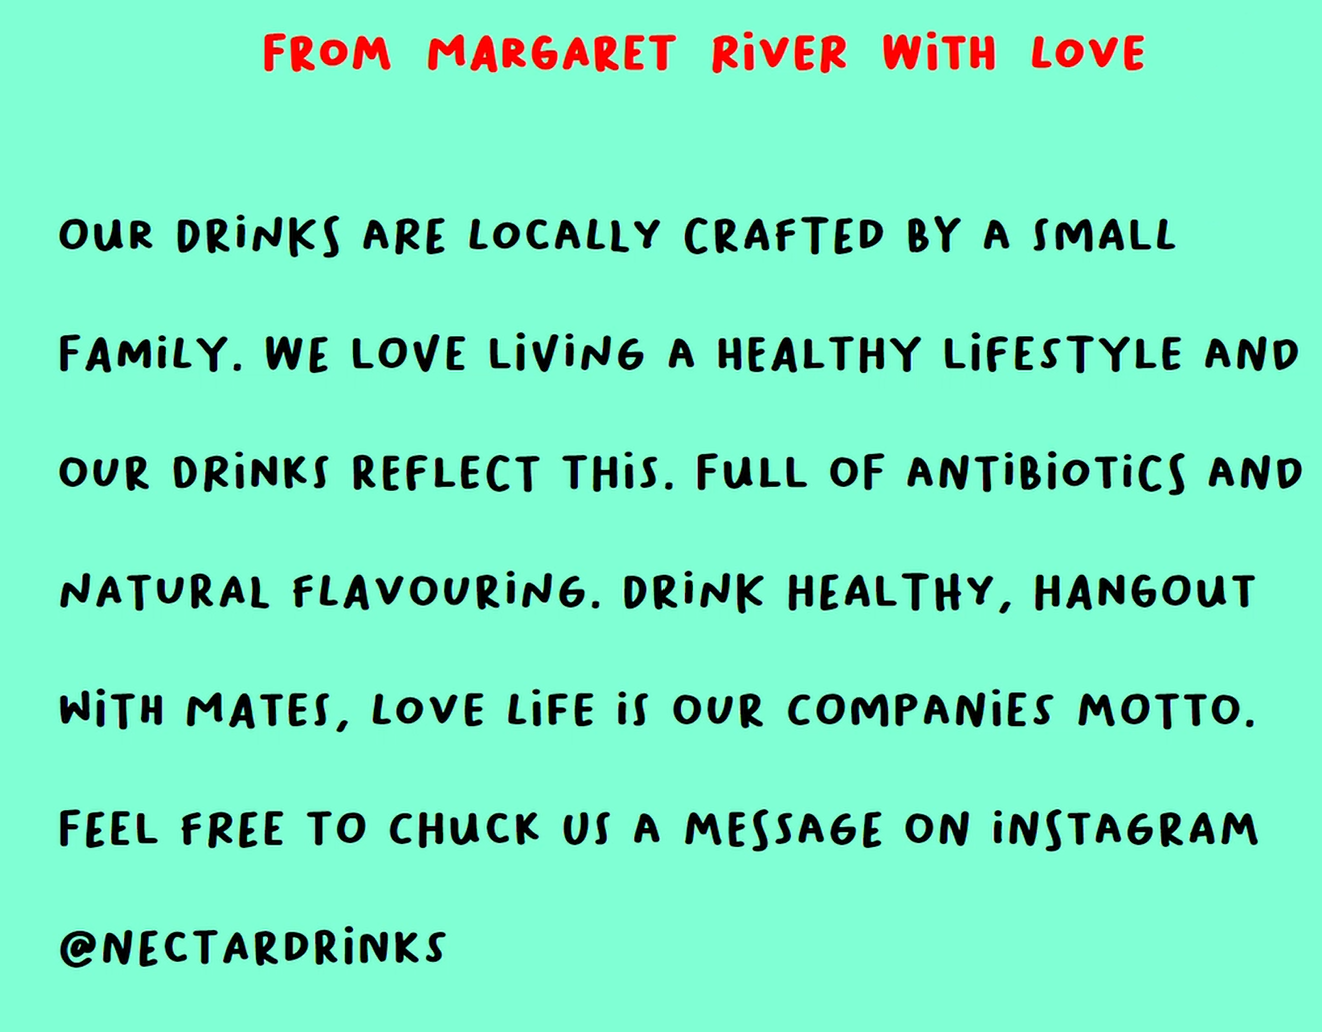 FROM MARGARET RiVER WiTH LOVE
OUR DRiNKS ARE LOCALLY CRAFTED BY A SMALL
FAMiLY. WE LOVE LiViNG A HEALTHY LiFESTYLE AND
OUR DRiNKS REFLECT THiS. FULL OF ANTiBiOTiCS AND
NATURAL FLAVOURiNG. DRiNK HEALTHY, HANGOUT
WiTH MATES, LOVE LiFE iS OUR COMPANiES MOTTO.
FEEL FREE TO CHUCK US A MESSAGE ON iNSTAGRAM
@NECTARDRiNKS